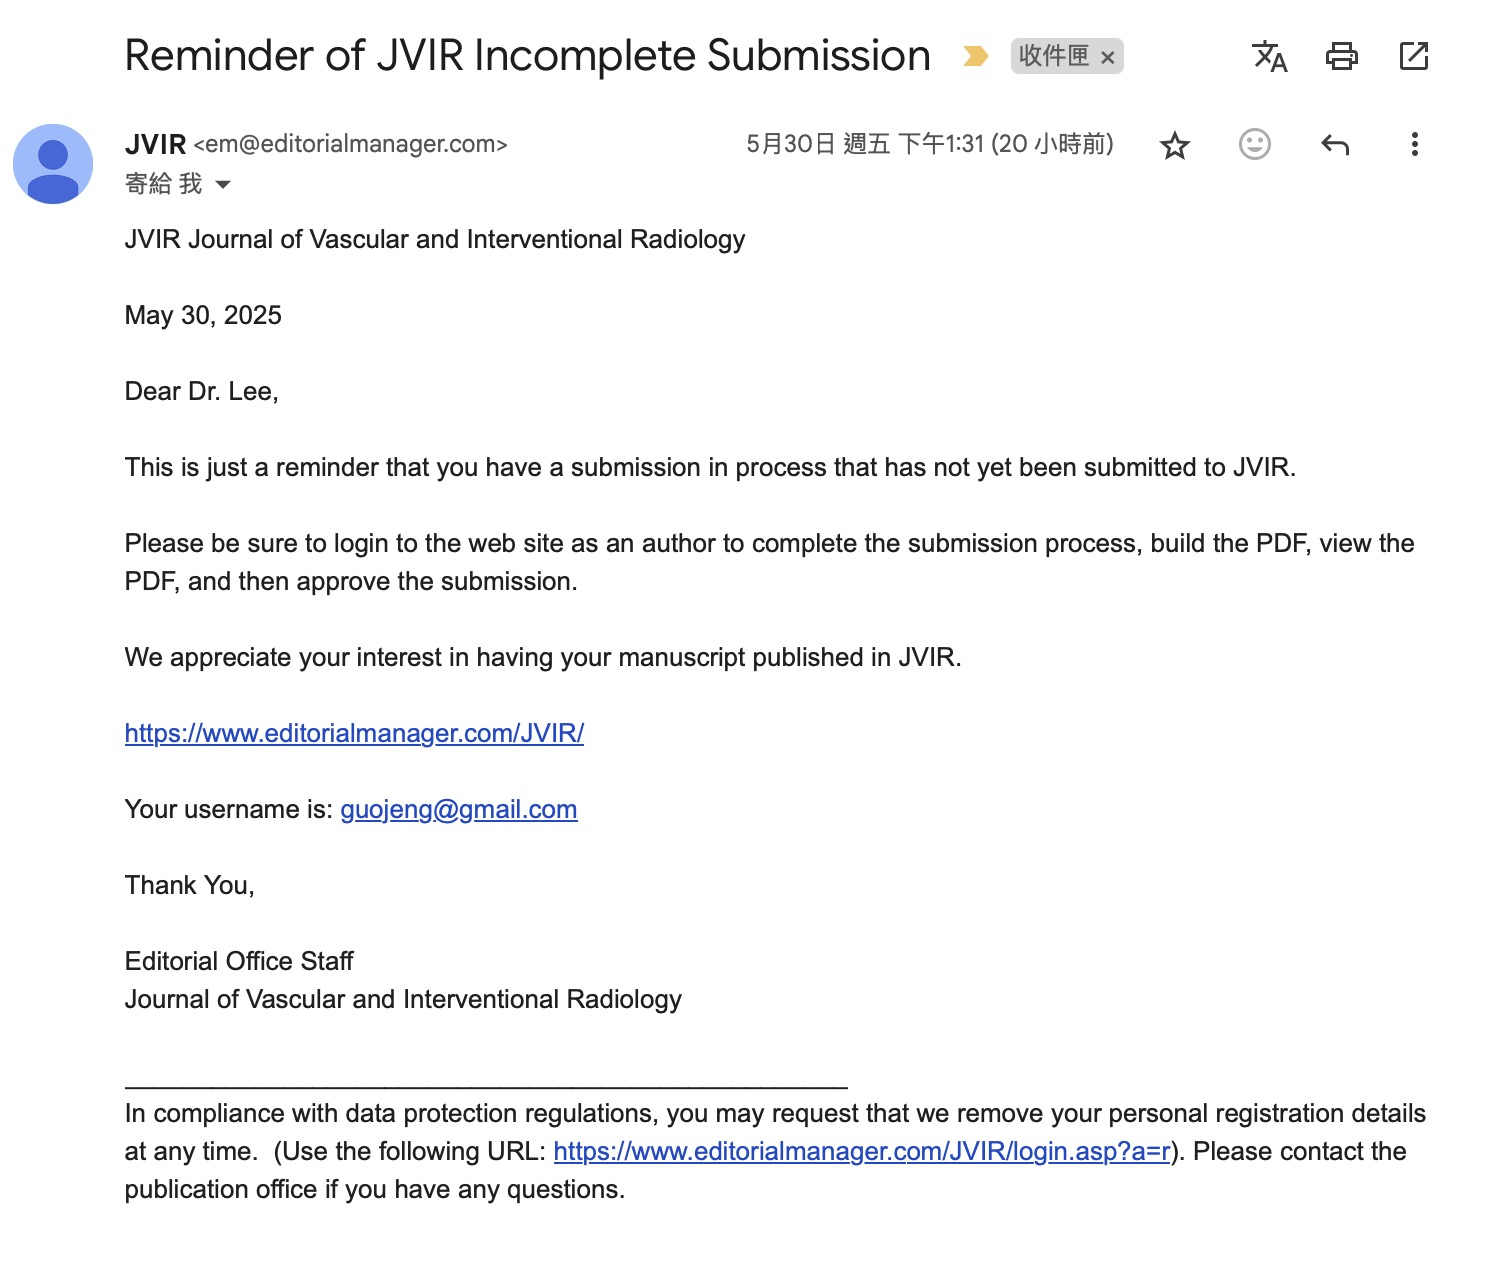 Reminder of JVIR Incomplete Submission 收件匣 ×
JVIR <em@editorialmanager.com> 5月30日 週五 下午1:31 (20 小時前)
寄給 我
JVIR Journal of Vascular and Interventional Radiology
May 30, 2025
Dear Dr. Lee,
This is just a reminder that you have a submission in process that has not yet been submitted to JVIR.
Please be sure to login to the web site as an author to complete the submission process, build the PDF, view the
PDF, and then approve the submission.
We appreciate your interest in having your manuscript published in JVIR.
https://www.editorialmanager.com/JVIR/
Your username is: guojeng@gmail.com
Thank You,
Editorial Office Staff
Journal of Vascular and Interventional Radiology
__________________________________________________
In compliance with data protection regulations, you may request that we remove your personal registration details
at any time.  (Use the following URL: https://www.editorialmanager.com/JVIR/login.asp?a=r). Please contact the
publication office if you have any questions.